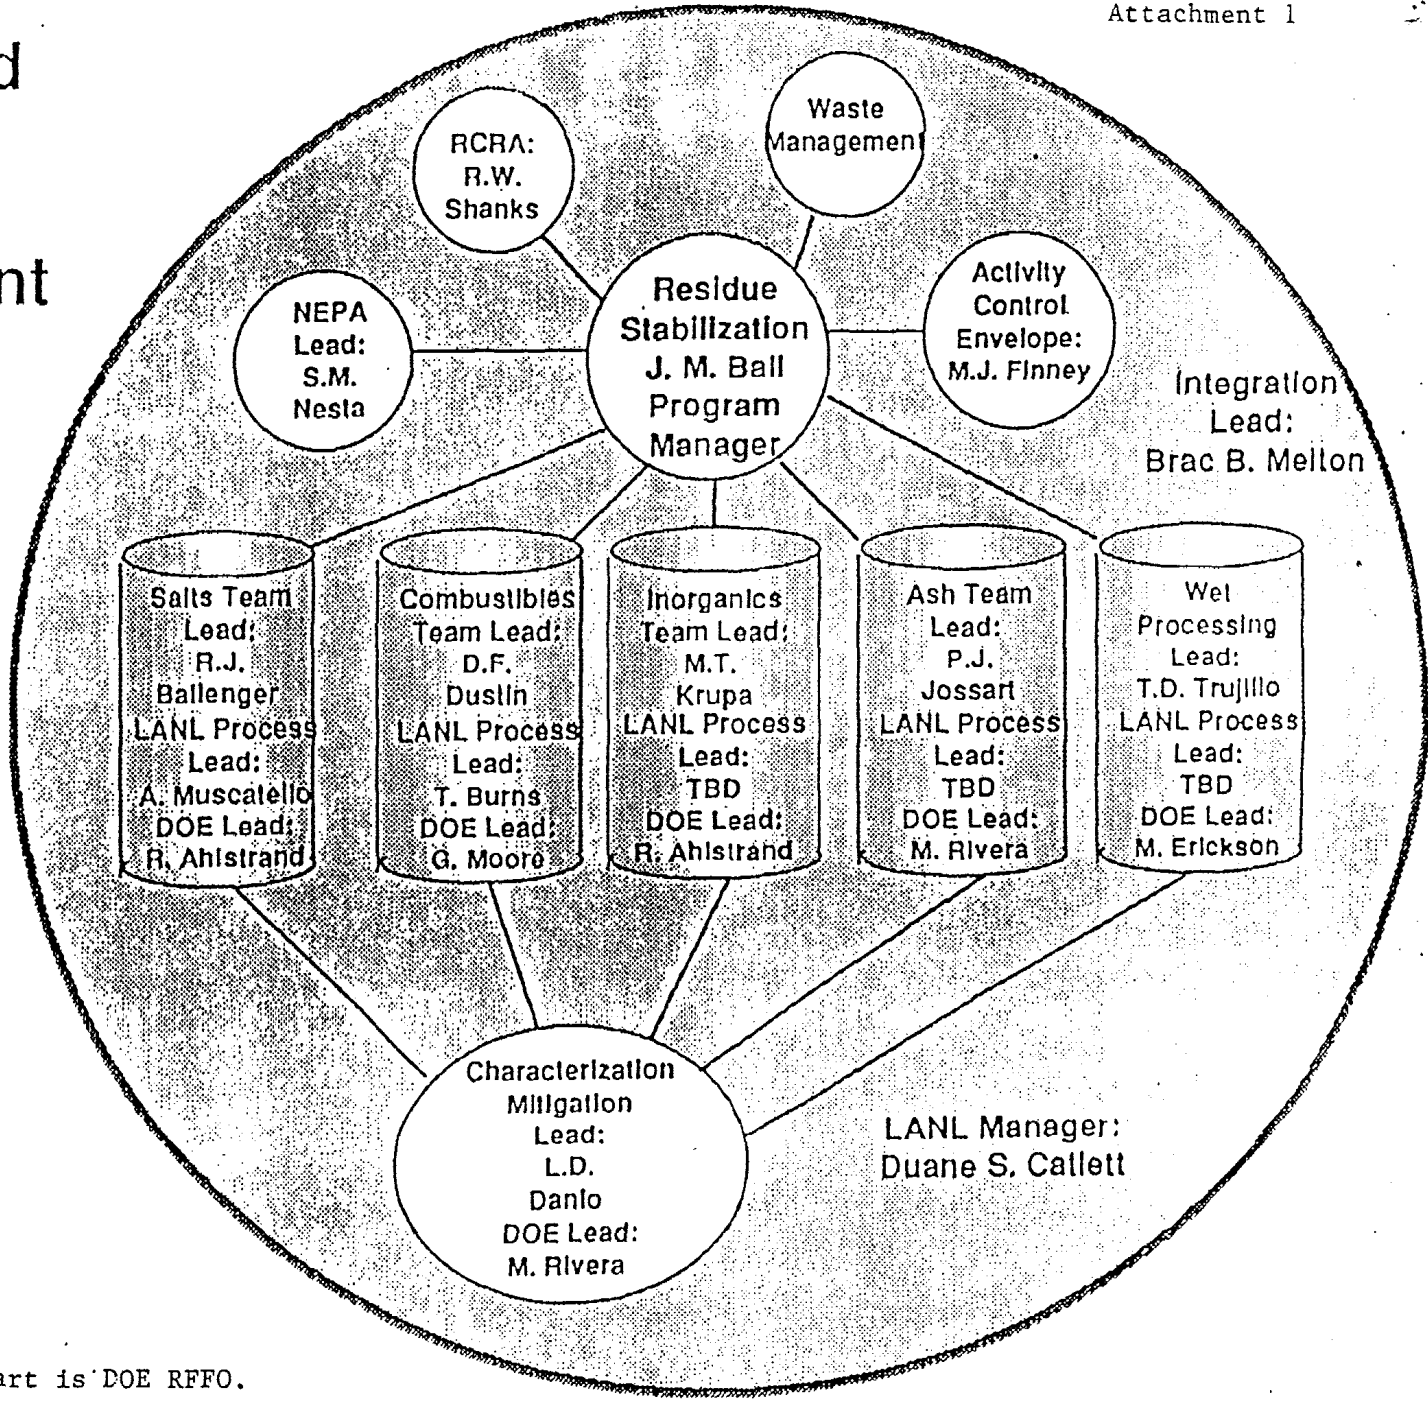 Attachment 1
d
nt
RCRA:
R.W.
Shanks
Waste
Management
NEPA
Lead:
S.M.
Nesta
Residue
Stabilization
J. M. Ball
Program
Manager
Activity
Control
Envelope:
M.J. Finney
Integration
Lead:
Brac B. Melton
Salts Team
Lead:
R.J.
Ballenger
LANL Process
Lead:
A. Muscatello
DOE Lead:
R. Ahlstrand
Combustibles
Team Lead:
D.F.
Dustin
LANL Process
Lead:
T. Burns
DOE Lead:
G. Moore
Inorganics
Team Lead:
M.T.
Krupa
LANL Process
Lead:
TBD
DOE Lead:
R. Ahlstrand
Ash Team
Lead:
P.J.
Jossart
LANL Process
Lead:
TBD
DOE Lead:
M. Rivera
Wet
Processing
Lead:
T.D. Trujillo
LANL Process
Lead:
TBD
DOE Lead:
M. Erickson
Characterization
Mitigation
Lead:
L.D.
Danio
DOE Lead:
M. Rivera
LANL Manager:
Duane S. Catlett
art is DOE RFFO.